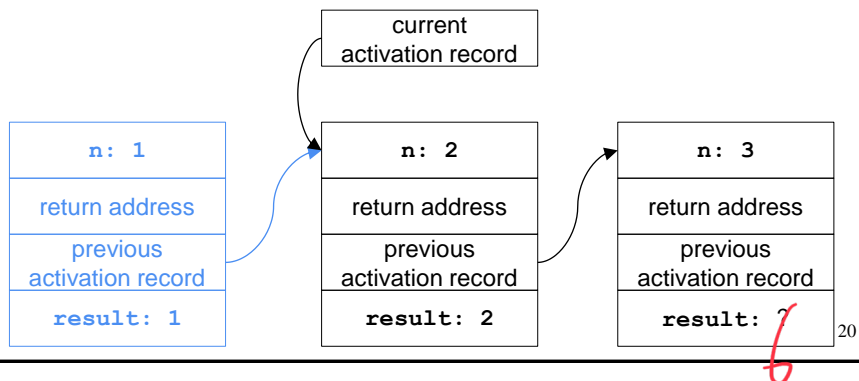 current
activation record
n: 1
return address
previous
activation record
result: 1
n: 2
return address
previous
activation record
result: 2
n: 3
return address
previous
activation record
result: ?
6
20